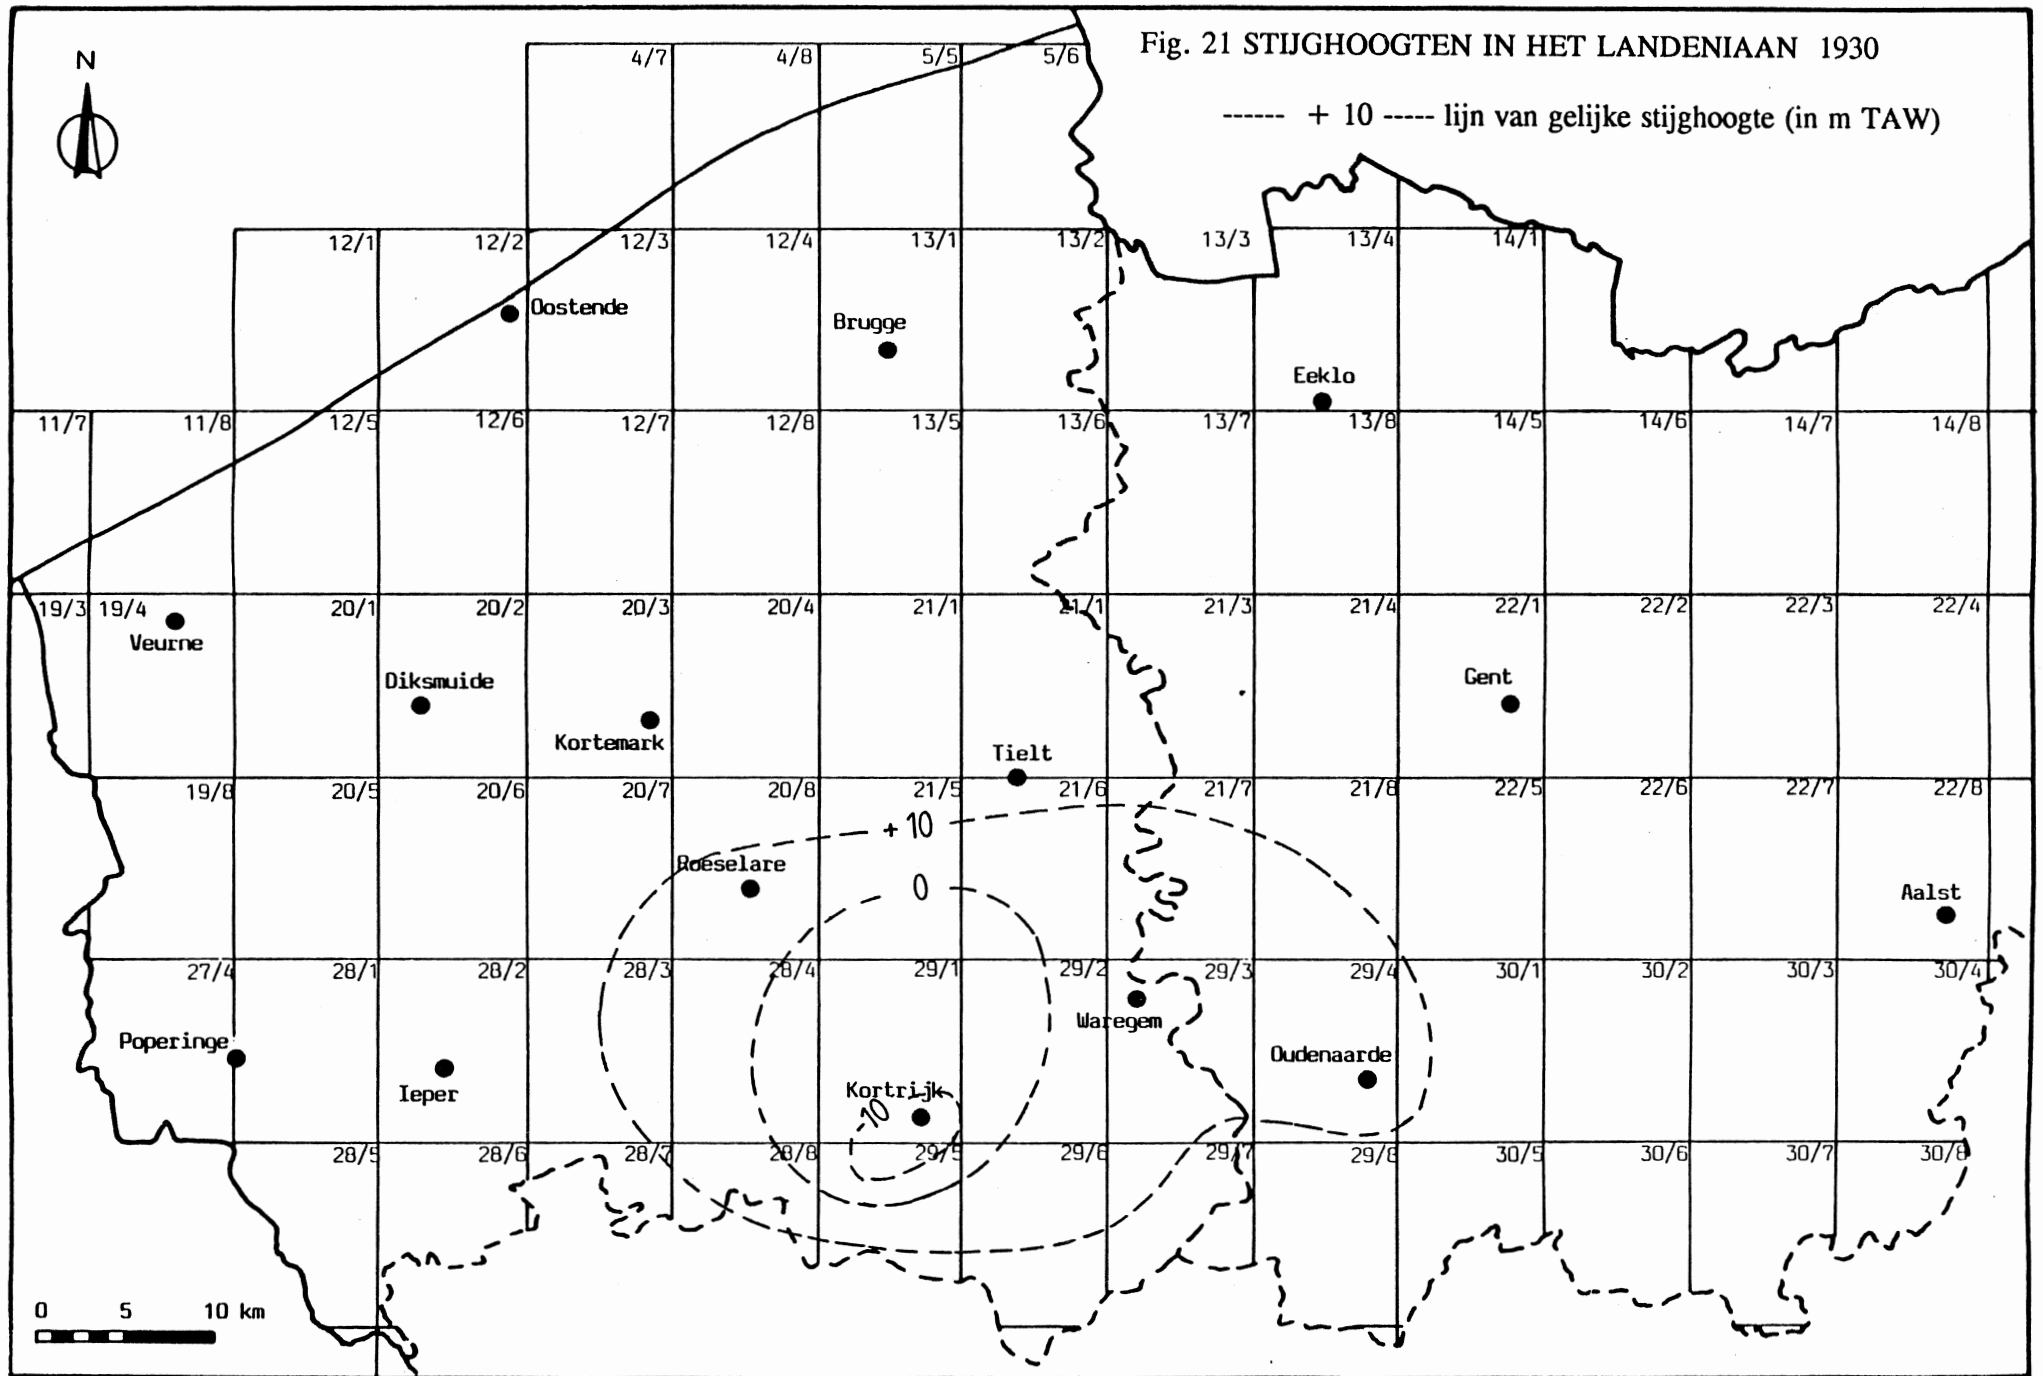 Fig. 21 STIJGHOOGTEN IN HET LANDENIAAN 1930
------ + 10 ----- lijn van gelijke stijghoogte (in m TAW)
N
4/7 4/8 5/5 5/6
12/1 12/2 12/3 12/4 13/1 13/2 13/3 13/4 14/1
Oostende
Brugge
Eeklo
11/7 11/8 12/5 12/6 12/7 12/8 13/5 13/6 13/7 13/8 14/5 14/6 14/7 14/8
19/3 19/4 20/1 20/2 20/3 20/4 21/1 21/1 21/3 21/4 22/1 22/2 22/3 22/4
Veurne
Diksmuide
Gent
Kortemark
Tielt
19/8 20/5 20/6 20/7 20/8 21/5 21/6 21/7 21/8 22/5 22/6 22/7 22/8
+ 10
Roeselare
0
Aalst
27/4 28/1 28/2 28/3 28/4 29/1 29/2 29/3 29/4 30/1 30/2 30/3 30/4
Waregem
Poperinge
Oudenaarde
Ieper
Kortrijk
-10
28/5 28/6 28/7 28/8 29/5 29/6 29/7 29/8 30/5 30/6 30/7 30/8
0 5 10 km